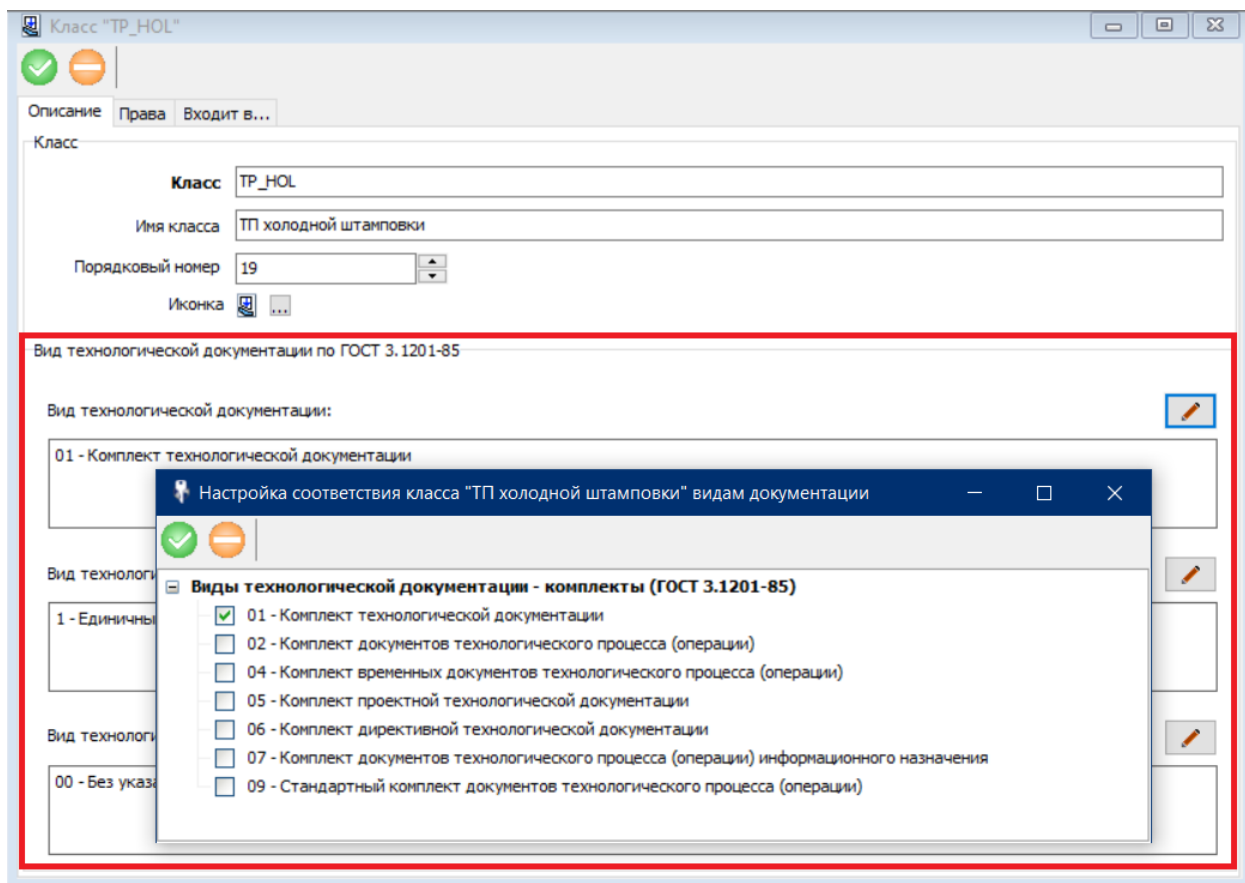 Класс "TP_HOL"
Описание Права Входит в...
Класс
Класс TP_HOL
Имя класса ТП холодной штамповки
Порядковый номер 19
Иконка ...
Вид технологической документации по ГОСТ 3.1201-85
Вид технологической документации:
01 - Комплект технологической документации
Настройка соответствия класса "ТП холодной штамповки" видам документации
Вид технологи
Виды технологической документации - комплекты (ГОСТ 3.1201-85)
1 - Единичны
01 - Комплект технологической документации
02 - Комплект документов технологического процесса (операции)
04 - Комплект временных документов технологического процесса (операции)
05 - Комплект проектной технологической документации
06 - Комплект директивной технологической документации
Вид технологи
07 - Комплект документов технологического процесса (операции) информационного назначения
00 - Без указа
09 - Стандартный комплект документов технологического процесса (операции)